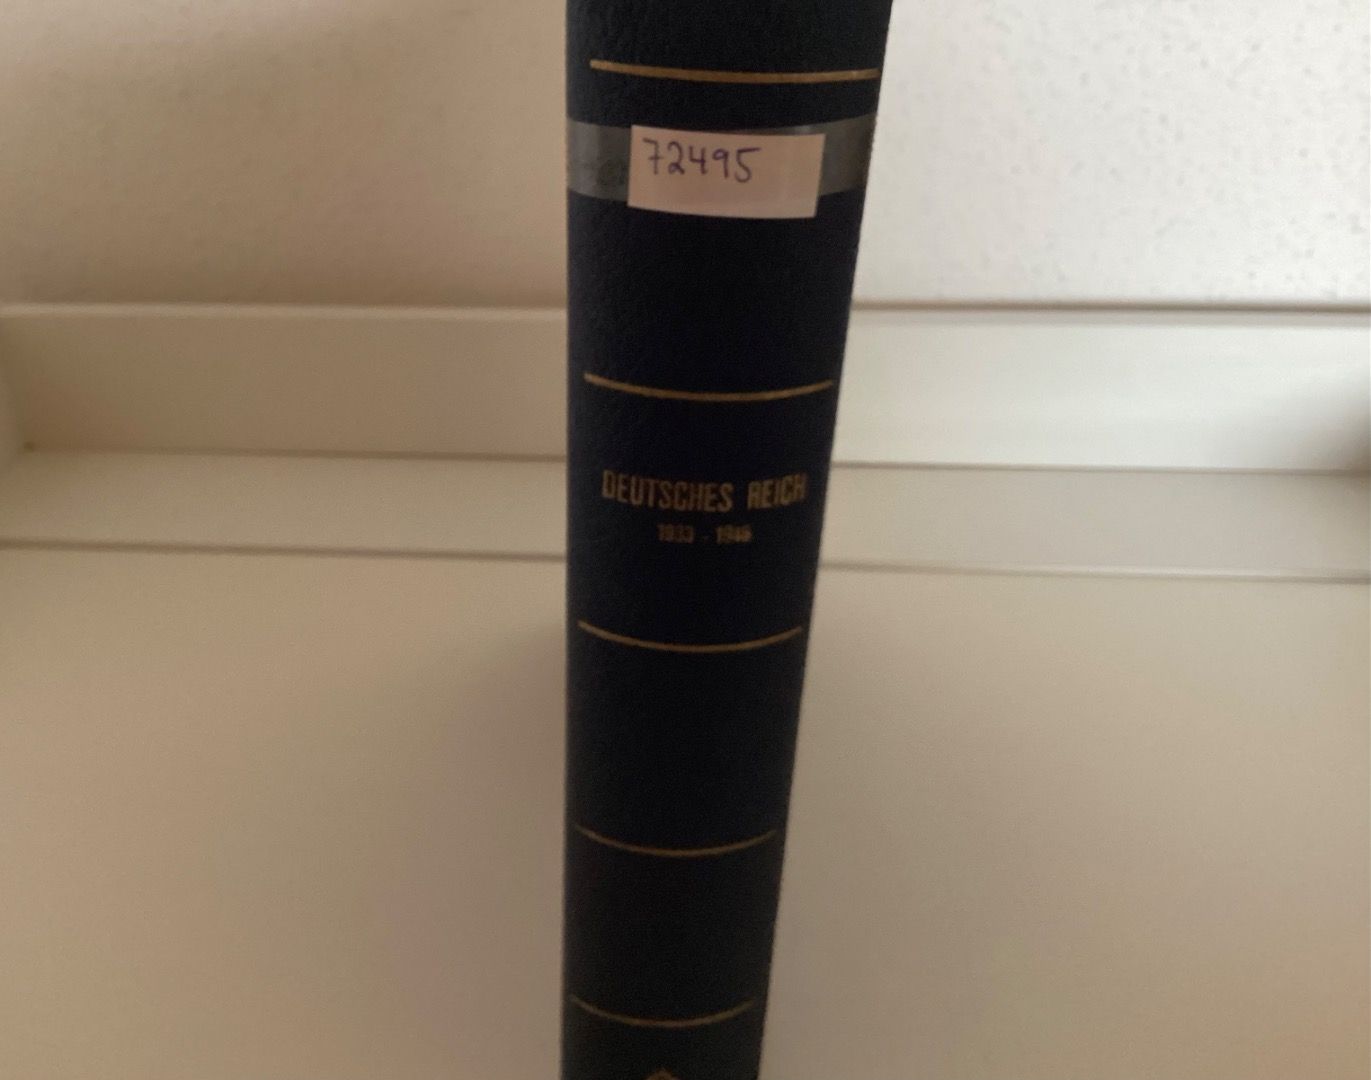 72495
DEUTSCHES REICH
1933 - 1945